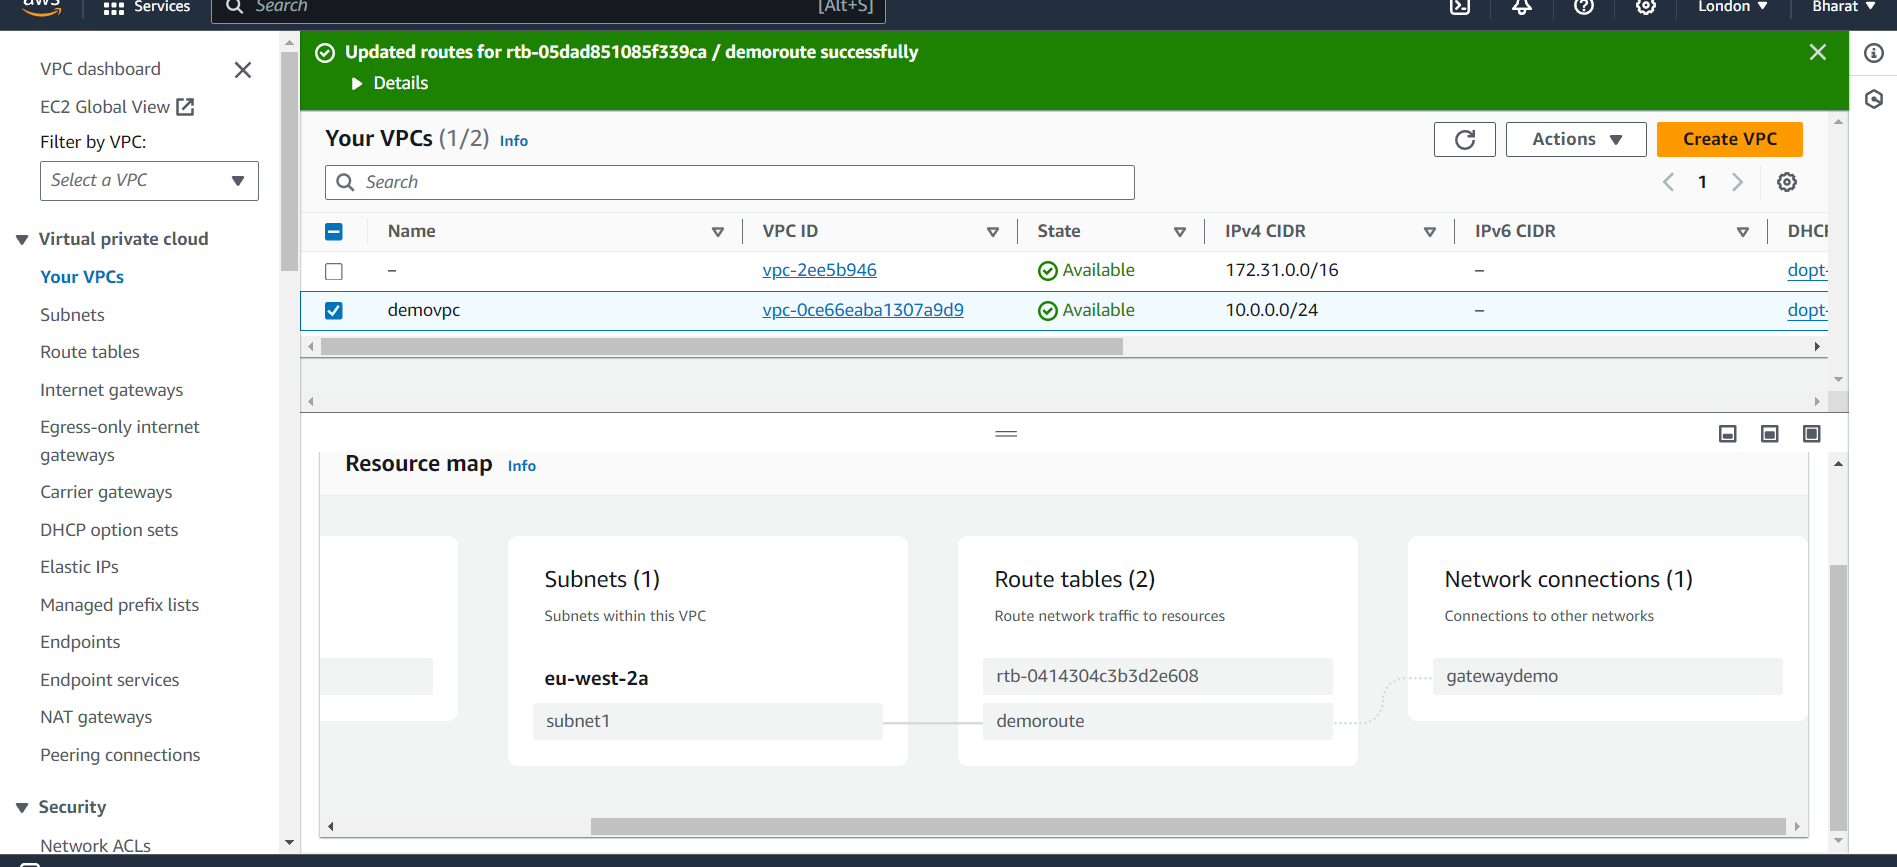 aws
Services
Search
[Alt+S]
London
Bharat
VPC dashboard
EC2 Global View
Filter by VPC:
Select a VPC
Virtual private cloud
Your VPCs
Subnets
Route tables
Internet gateways
Egress-only internet
gateways
Carrier gateways
DHCP option sets
Elastic IPs
Managed prefix lists
Endpoints
Endpoint services
NAT gateways
Peering connections
Security
Network ACLs
Updated routes for rtb-05dad851085f339ca / demoroute successfully
Details
Your VPCs (1/2) Info
Actions
Create VPC
Search
1
Name VPC ID State IPv4 CIDR IPv6 CIDR DHCP
– vpc-2ee5b946 Available 172.31.0.0/16 – dopt-
demovpc vpc-0ce66eaba1307a9d9 Available 10.0.0.0/24 – dopt-
Resource map Info
Subnets (1)
Subnets within this VPC
eu-west-2a
subnet1
Route tables (2)
Route network traffic to resources
rtb-0414304c3b3d2e608
demoroute
Network connections (1)
Connections to other networks
gatewaydemo